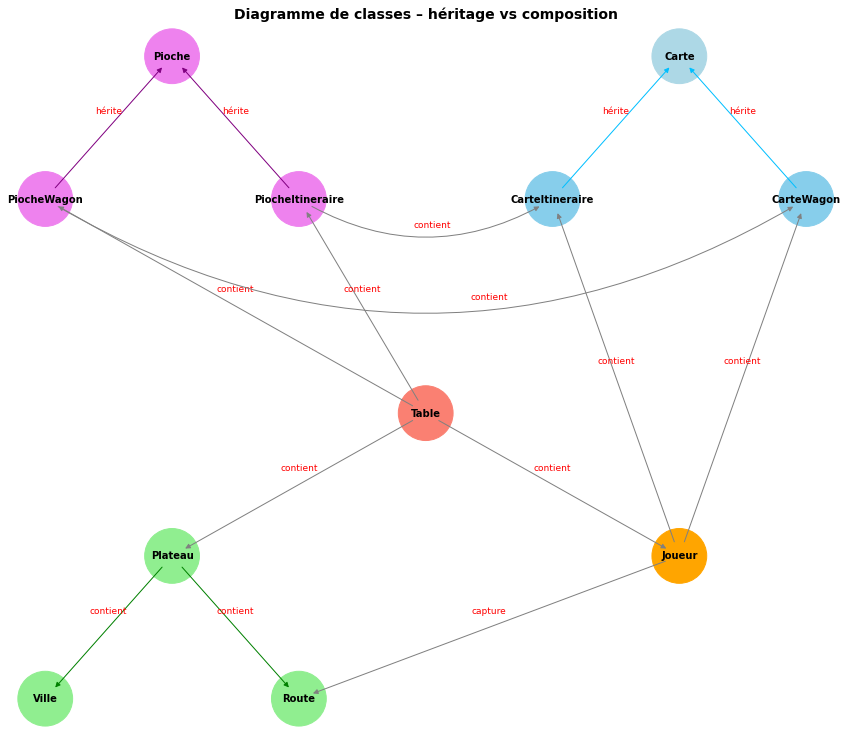 Diagramme de classes – héritage vs composition
Pioche
Carte
hérite
hérite
hérite
hérite
PiocheWagon
PiocheItineraire
CarteItineraire
CarteWagon
contient
contient
contient
contient
contient
contient
Table
contient
contient
Plateau
Joueur
contient
contient
capture
Ville
Route